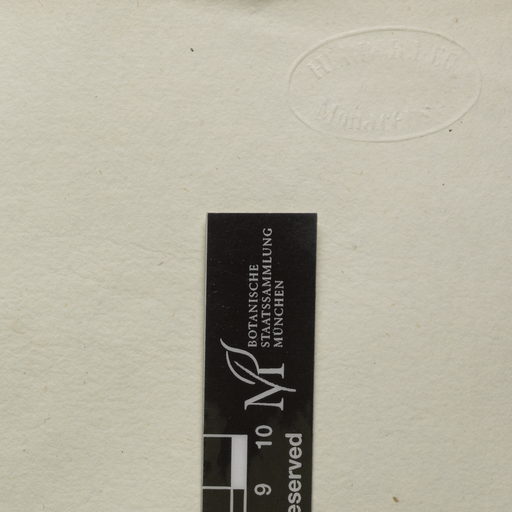 BOTANISCHE
STAATSSAMMLUNG
MÜNCHEN
M
9 10
eserved